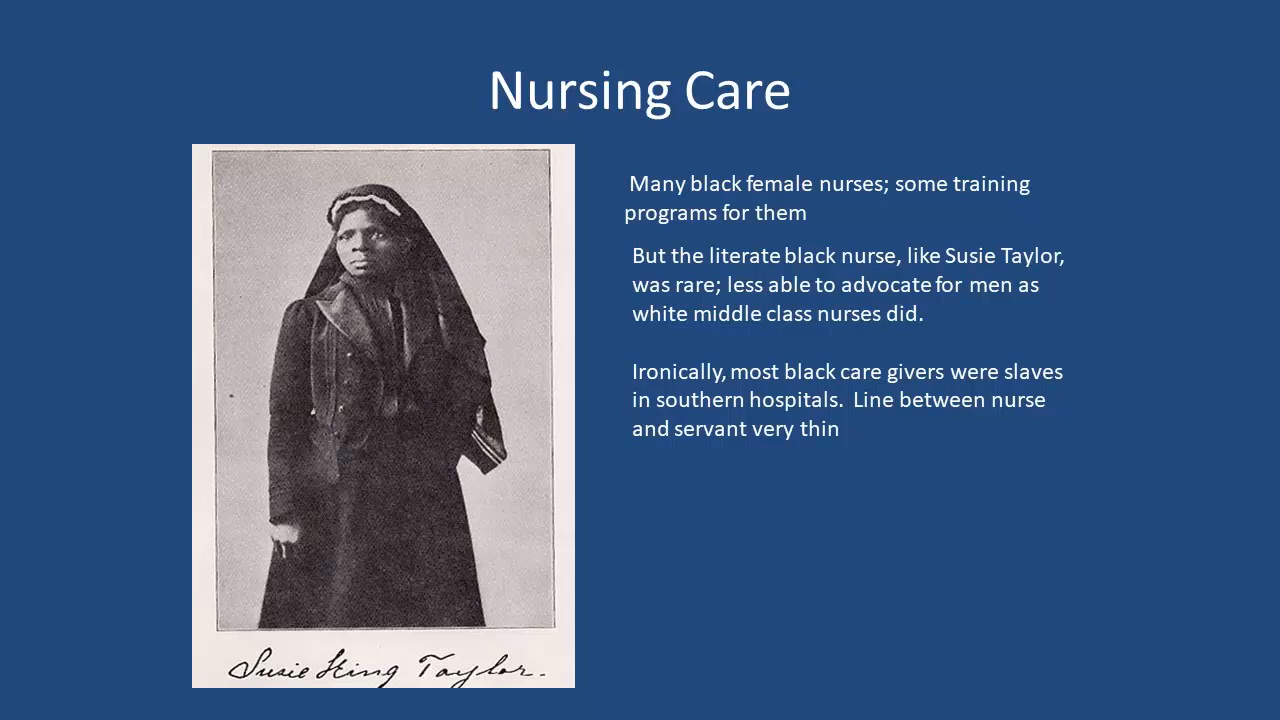 Nursing Care
Many black female nurses; some training
programs for them
But the literate black nurse, like Susie Taylor,
was rare; less able to advocate for men as
white middle class nurses did.
Ironically, most black care givers were slaves
in southern hospitals. Line between nurse
and servant very thin
Susie King Taylor.